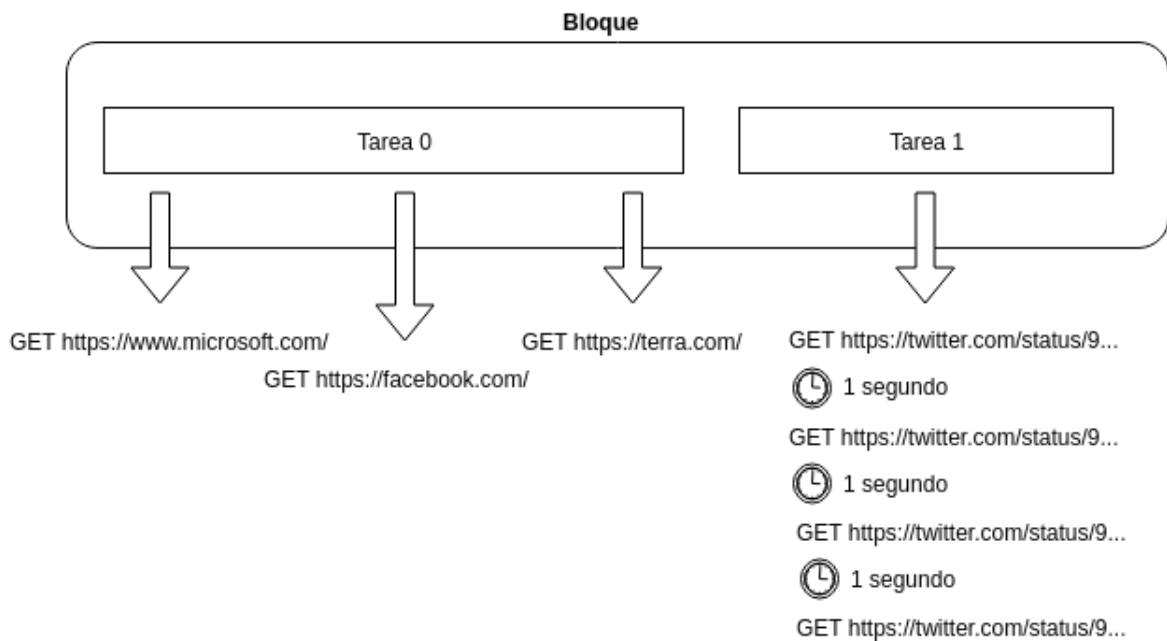 Bloque
Tarea 0
Tarea 1
GET https://www.microsoft.com/
GET https://facebook.com/
GET https://terra.com/
GET https://twitter.com/status/9...
1 segundo
GET https://twitter.com/status/9...
1 segundo
GET https://twitter.com/status/9...
1 segundo
GET https://twitter.com/status/9...